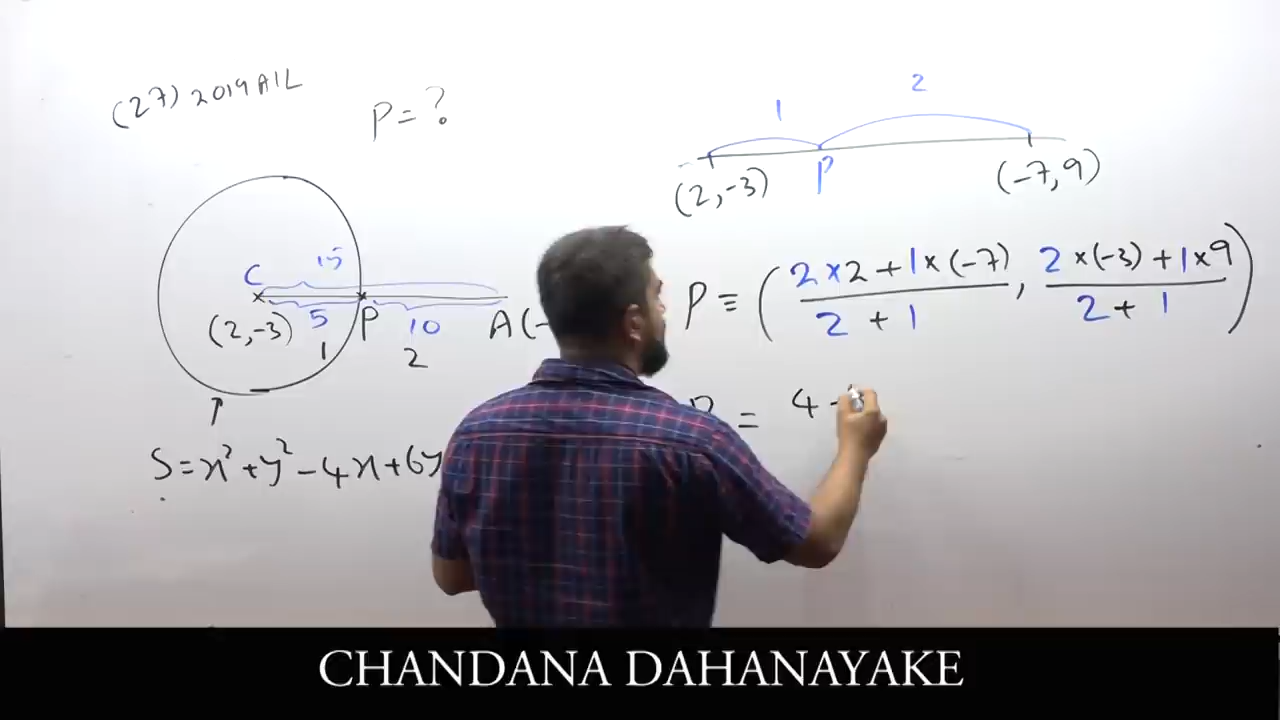 (27) 2019 A/L
P = ?
1 2
(2,-3) P (-7,9)
C 15
(2,-3) 5 P 10 A (-
1 2
S = x² + y² - 4x + 6y
P ≡ ( 2×2 + 1×(-7) / 2 + 1 , 2×(-3) + 1×9 / 2 + 1 )
= 4 -
CHANDANA DAHANAYAKE